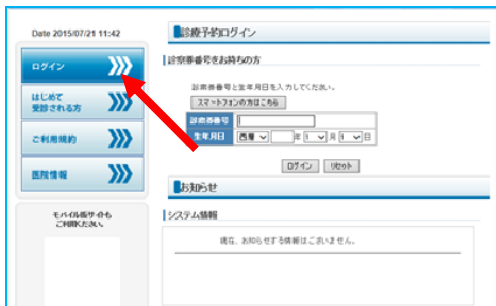 Date 2015/07/21 11:42
ログイン
はじめて
受診される方
ご利用規約
医院情報
モバイル版サイトも
ご利用ください。
診療予約ログイン
診察券番号をお持ちの方
診察券番号と生年月日を入力してください。
スマートフォンの方はこちら
診察券番号
生年月日 西暦 年 1 月 1 日
ログイン リセット
お知らせ
システム情報
現在、お知らせする情報はございません。